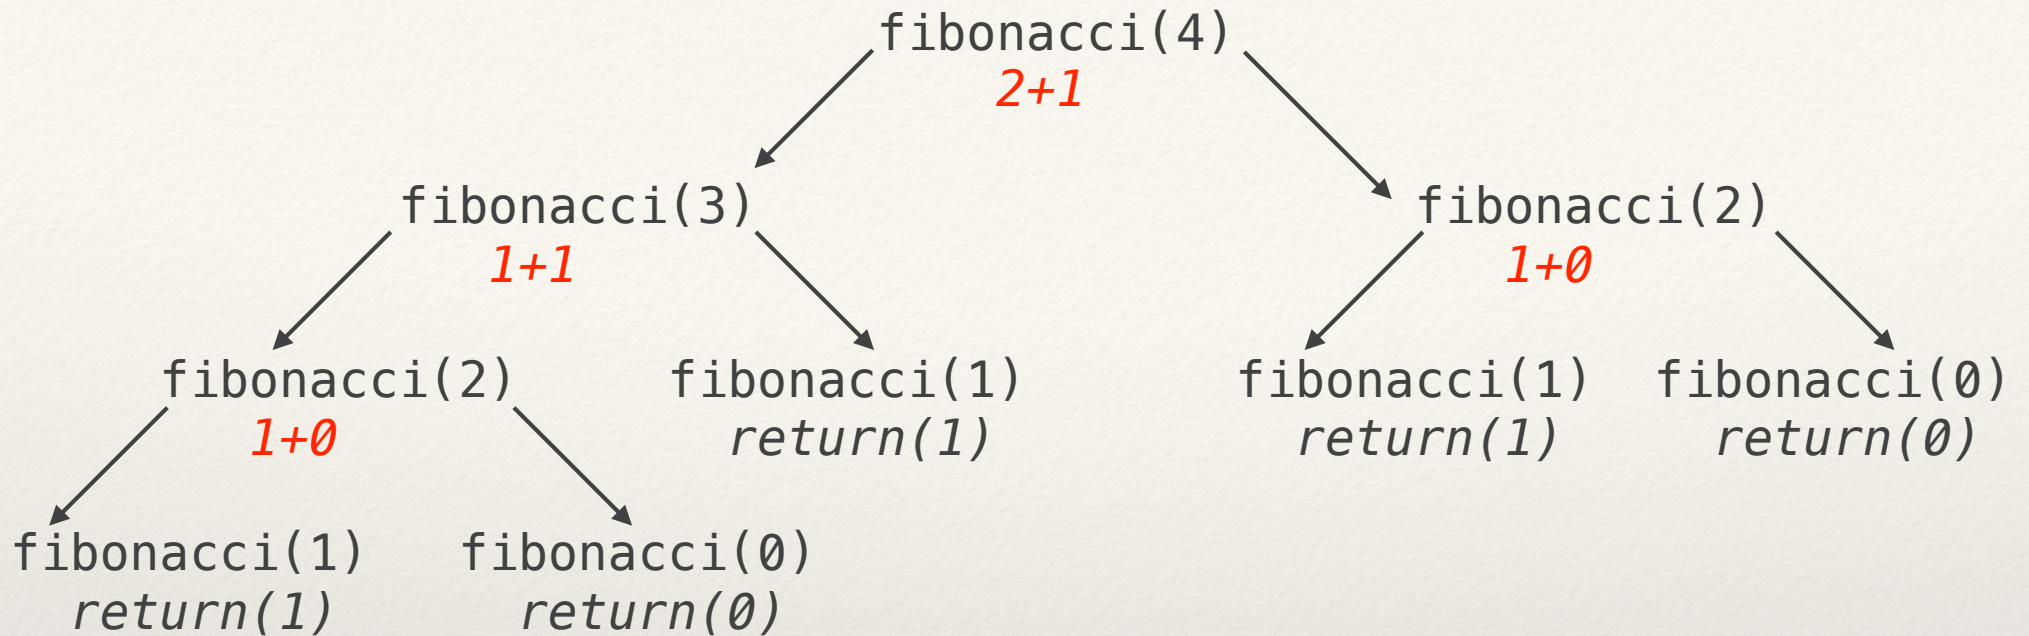 fibonacci(4)
2+1
fibonacci(3)
1+1
fibonacci(2)
1+0
fibonacci(2)
1+0
fibonacci(1)
return(1)
fibonacci(1)
return(1)
fibonacci(0)
return(0)
fibonacci(1)
return(1)
fibonacci(0)
return(0)